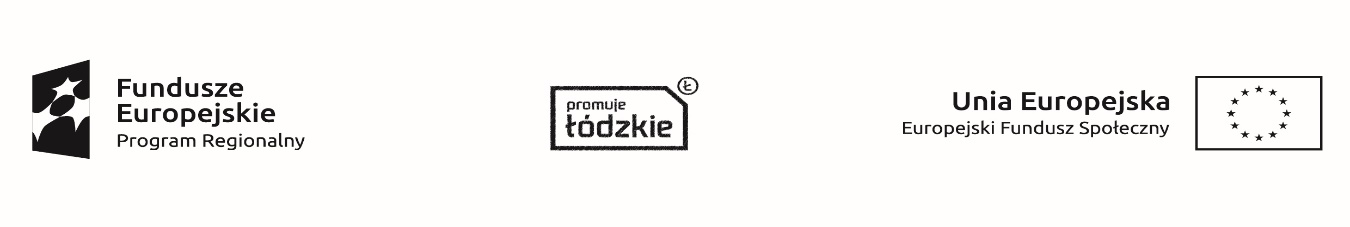 Fundusze
Europejskie
Program Regionalny
promuje
łódzkie
Ł
Unia Europejska
Europejski Fundusz Społeczny